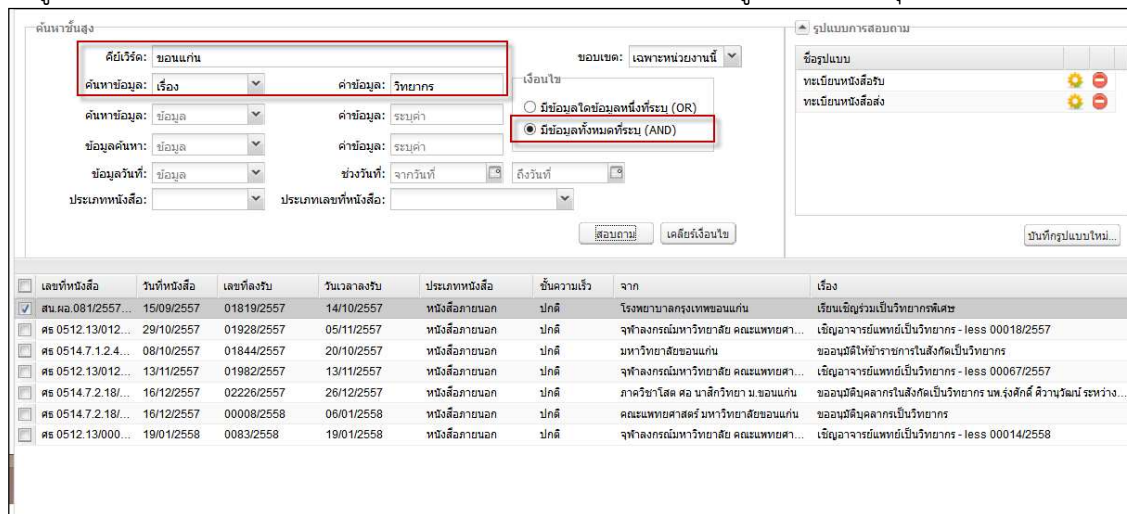 ค้นหาขั้นสูง
คีย์เวิร์ด: ขอนแก่น ขอบเขต: เฉพาะหน่วยงานนี้
ค้นหาข้อมูล: เรื่อง ค่าข้อมูล: วิทยากร
เงื่อนไข
มีข้อมูลใดข้อมูลหนึ่งที่ระบุ (OR)
มีข้อมูลทั้งหมดที่ระบุ (AND)
ค้นหาข้อมูล: ข้อมูล ค่าข้อมูล: ระบุค่า
ข้อมูลค้นหา: ข้อมูล ค่าข้อมูล: ระบุค่า
ข้อมูลวันที่: ข้อมูล ช่วงวันที่: จากวันที่ ถึงวันที่
ประเภทหนังสือ: ประเภทเลขที่หนังสือ:
สอบถาม เคลียร์เงื่อนไข
รูปแบบการสอบถาม
ชื่อรูปแบบ
ทะเบียนหนังสือรับ
ทะเบียนหนังสือส่ง
บันทึกรูปแบบใหม่...
เลขที่หนังสือ วันที่หนังสือ เลขที่ลงรับ วันเวลาลงรับ ประเภทหนังสือ ชั้นความเร็ว จาก เรื่อง
สน.ผอ.081/2557... 15/09/2557 01819/2557 14/10/2557 หนังสือภายนอก ปกติ โรงพยาบาลกรุงเทพขอนแก่น เรียนเชิญร่วมเป็นวิทยากรพิเศษ
ศธ 0512.13/012... 29/10/2557 01928/2557 05/11/2557 หนังสือภายนอก ปกติ จุฬาลงกรณ์มหาวิทยาลัย คณะแพทยศา... เชิญอาจารย์แพทย์เป็นวิทยากร - less 00018/2557
ศธ 0514.7.1.2.4... 08/10/2557 01844/2557 20/10/2557 หนังสือภายนอก ปกติ มหาวิทยาลัยขอนแก่น ขออนุมัติให้ข้าราชการในสังกัดเป็นวิทยากร
ศธ 0512.13/012... 13/11/2557 01982/2557 13/11/2557 หนังสือภายนอก ปกติ จุฬาลงกรณ์มหาวิทยาลัย คณะแพทยศา... เชิญอาจารย์แพทย์เป็นวิทยากร - less 00067/2557
ศธ 0514.7.2.18/... 16/12/2557 02226/2557 26/12/2557 หนังสือภายนอก ปกติ ภาควิชาโสต ศอ นาสิกวิทยา ม.ขอนแก่น ขออนุมัติบุคลากรในสังกัดเป็นวิทยากร นพ.รุ่งศักดิ์ ศิวานุวัฒน์ ระหว่าง...
ศธ 0514.7.2.18/... 16/12/2557 00008/2558 06/01/2558 หนังสือภายนอก ปกติ คณะแพทยศาสตร์ มหาวิทยาลัยขอนแก่น ขออนุมัติบุคลากรเป็นวิทยากร
ศธ 0512.13/000... 19/01/2558 0083/2558 19/01/2558 หนังสือภายนอก ปกติ จุฬาลงกรณ์มหาวิทยาลัย คณะแพทยศา... เชิญอาจารย์แพทย์เป็นวิทยากร - less 00014/2558